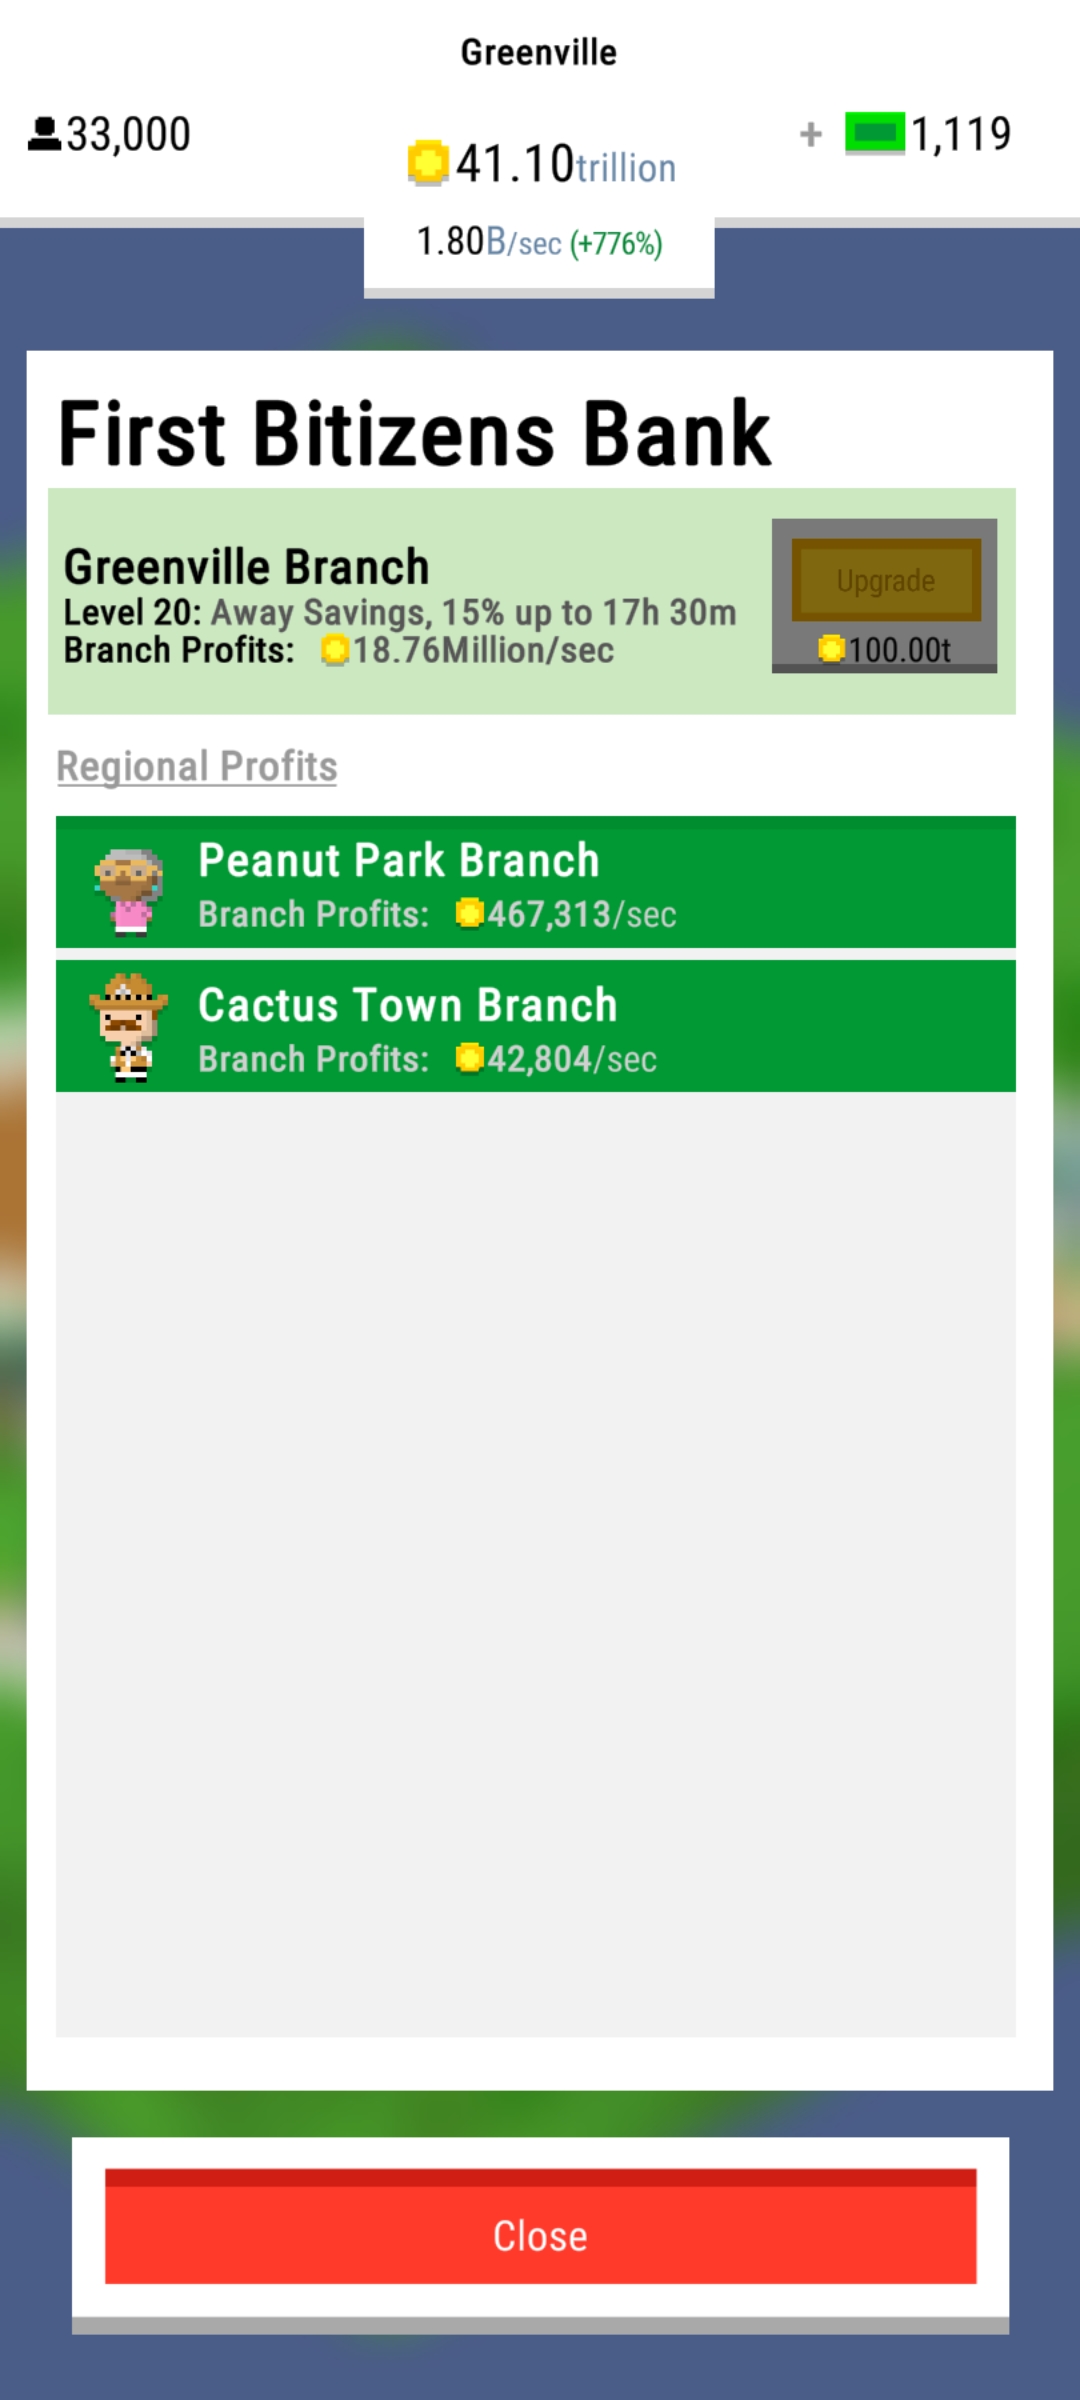 Greenville
33,000
41.10trillion
+ 1,119
1.80B/sec (+776%)
First Bitizens Bank
Greenville Branch
Level 20: Away Savings, 15% up to 17h 30m
Branch Profits: 18.76Million/sec
Upgrade
100.00t
Regional Profits
Peanut Park Branch
Branch Profits: 467,313/sec
Cactus Town Branch
Branch Profits: 42,804/sec
Close